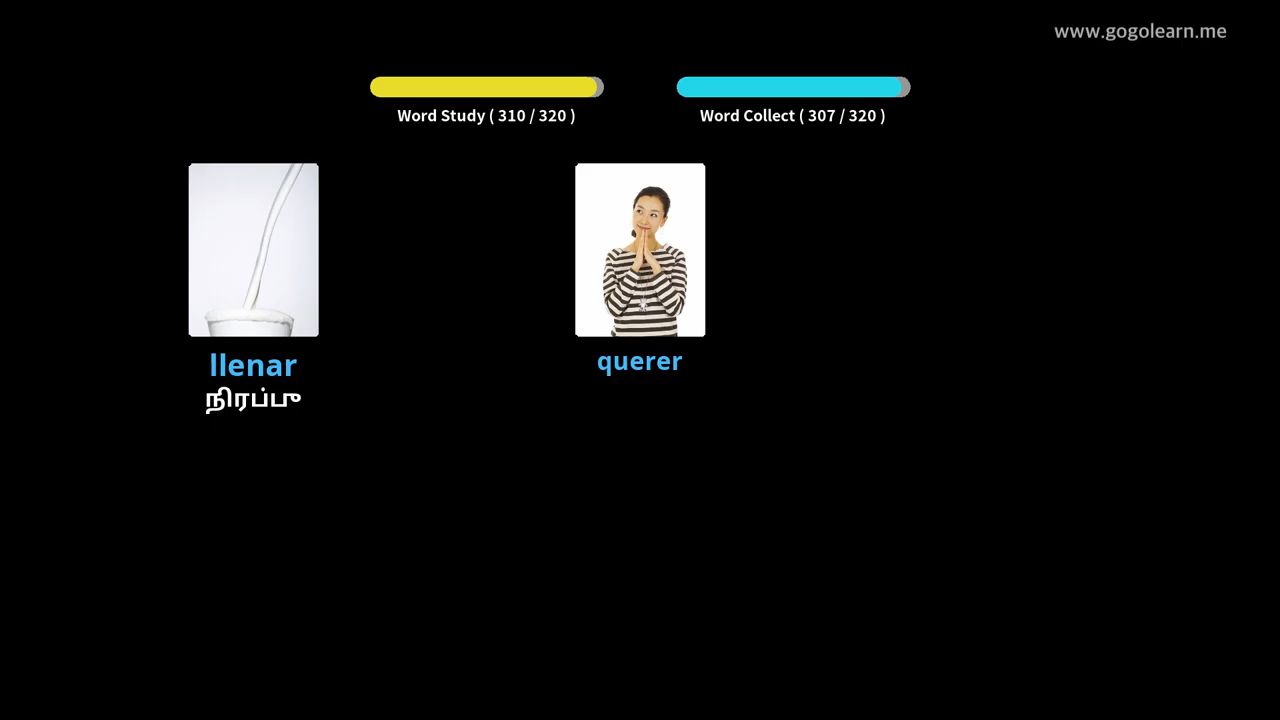 www.gogolearn.me
Word Study ( 310 / 320 )
Word Collect ( 307 / 320 )
llenar
நிரப்பு
querer